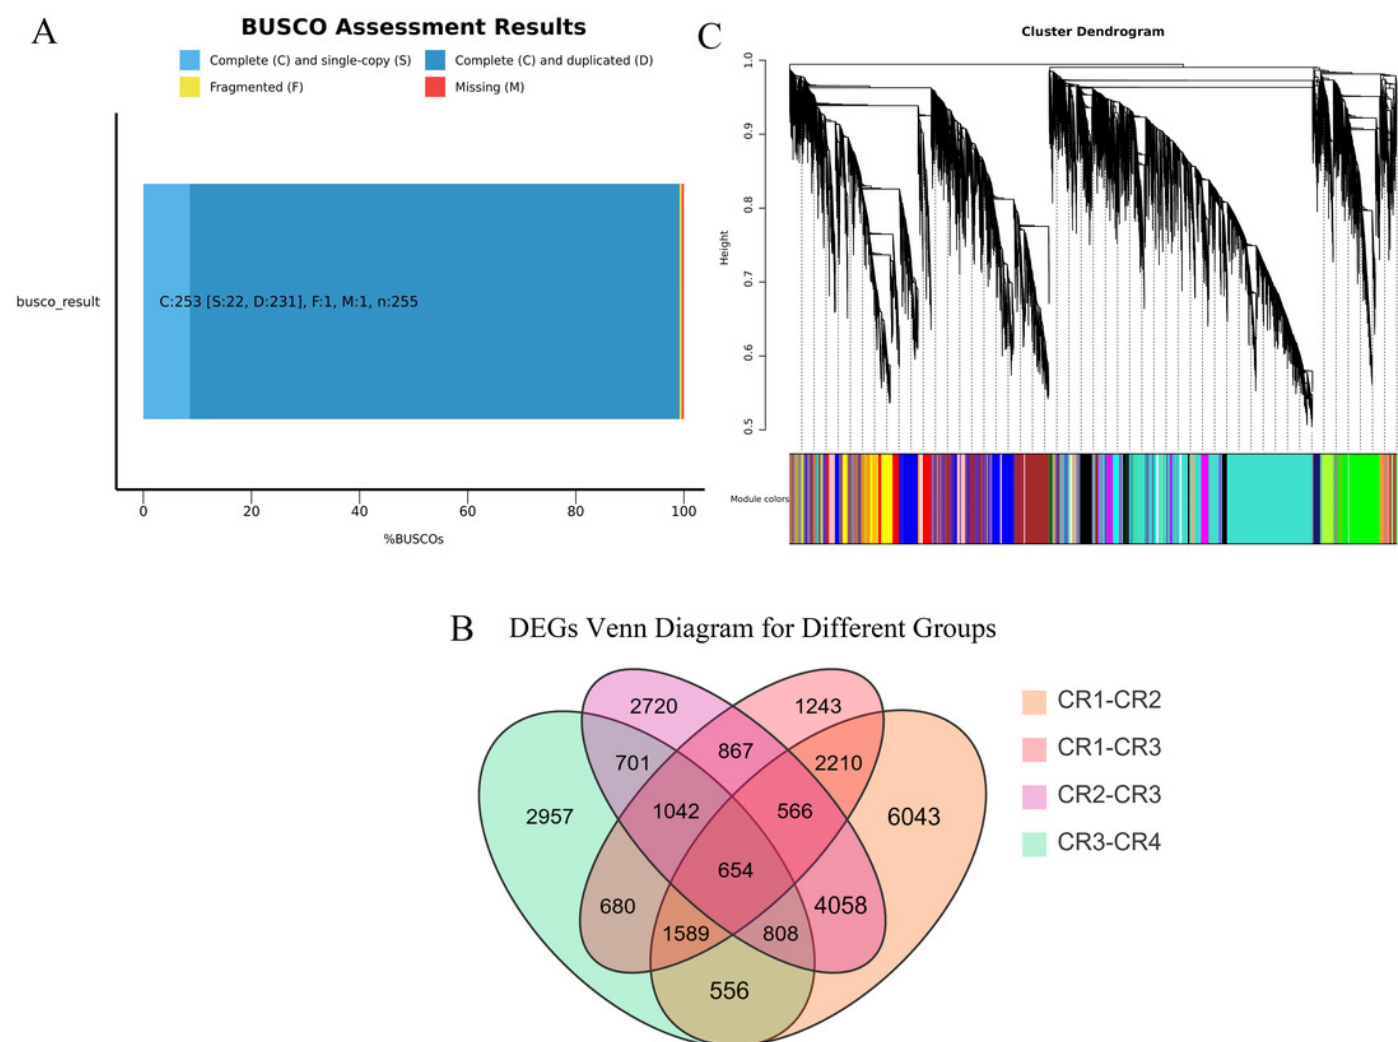 A
BUSCO Assessment Results
Complete (C) and single-copy (S)
Complete (C) and duplicated (D)
Fragmented (F)
Missing (M)
busco_result
C:253 [S:22, D:231], F:1, M:1, n:255
0 20 40 60 80 100
%BUSCOs
C
Cluster Dendrogram
Height
1.0
0.9
0.8
0.7
0.6
0.5
Module colors
B
DEGs Venn Diagram for Different Groups
2720
1243
867
701
2210
1042
566
2957
6043
654
680
4058
1589
808
556
CR1-CR2
CR1-CR3
CR2-CR3
CR3-CR4